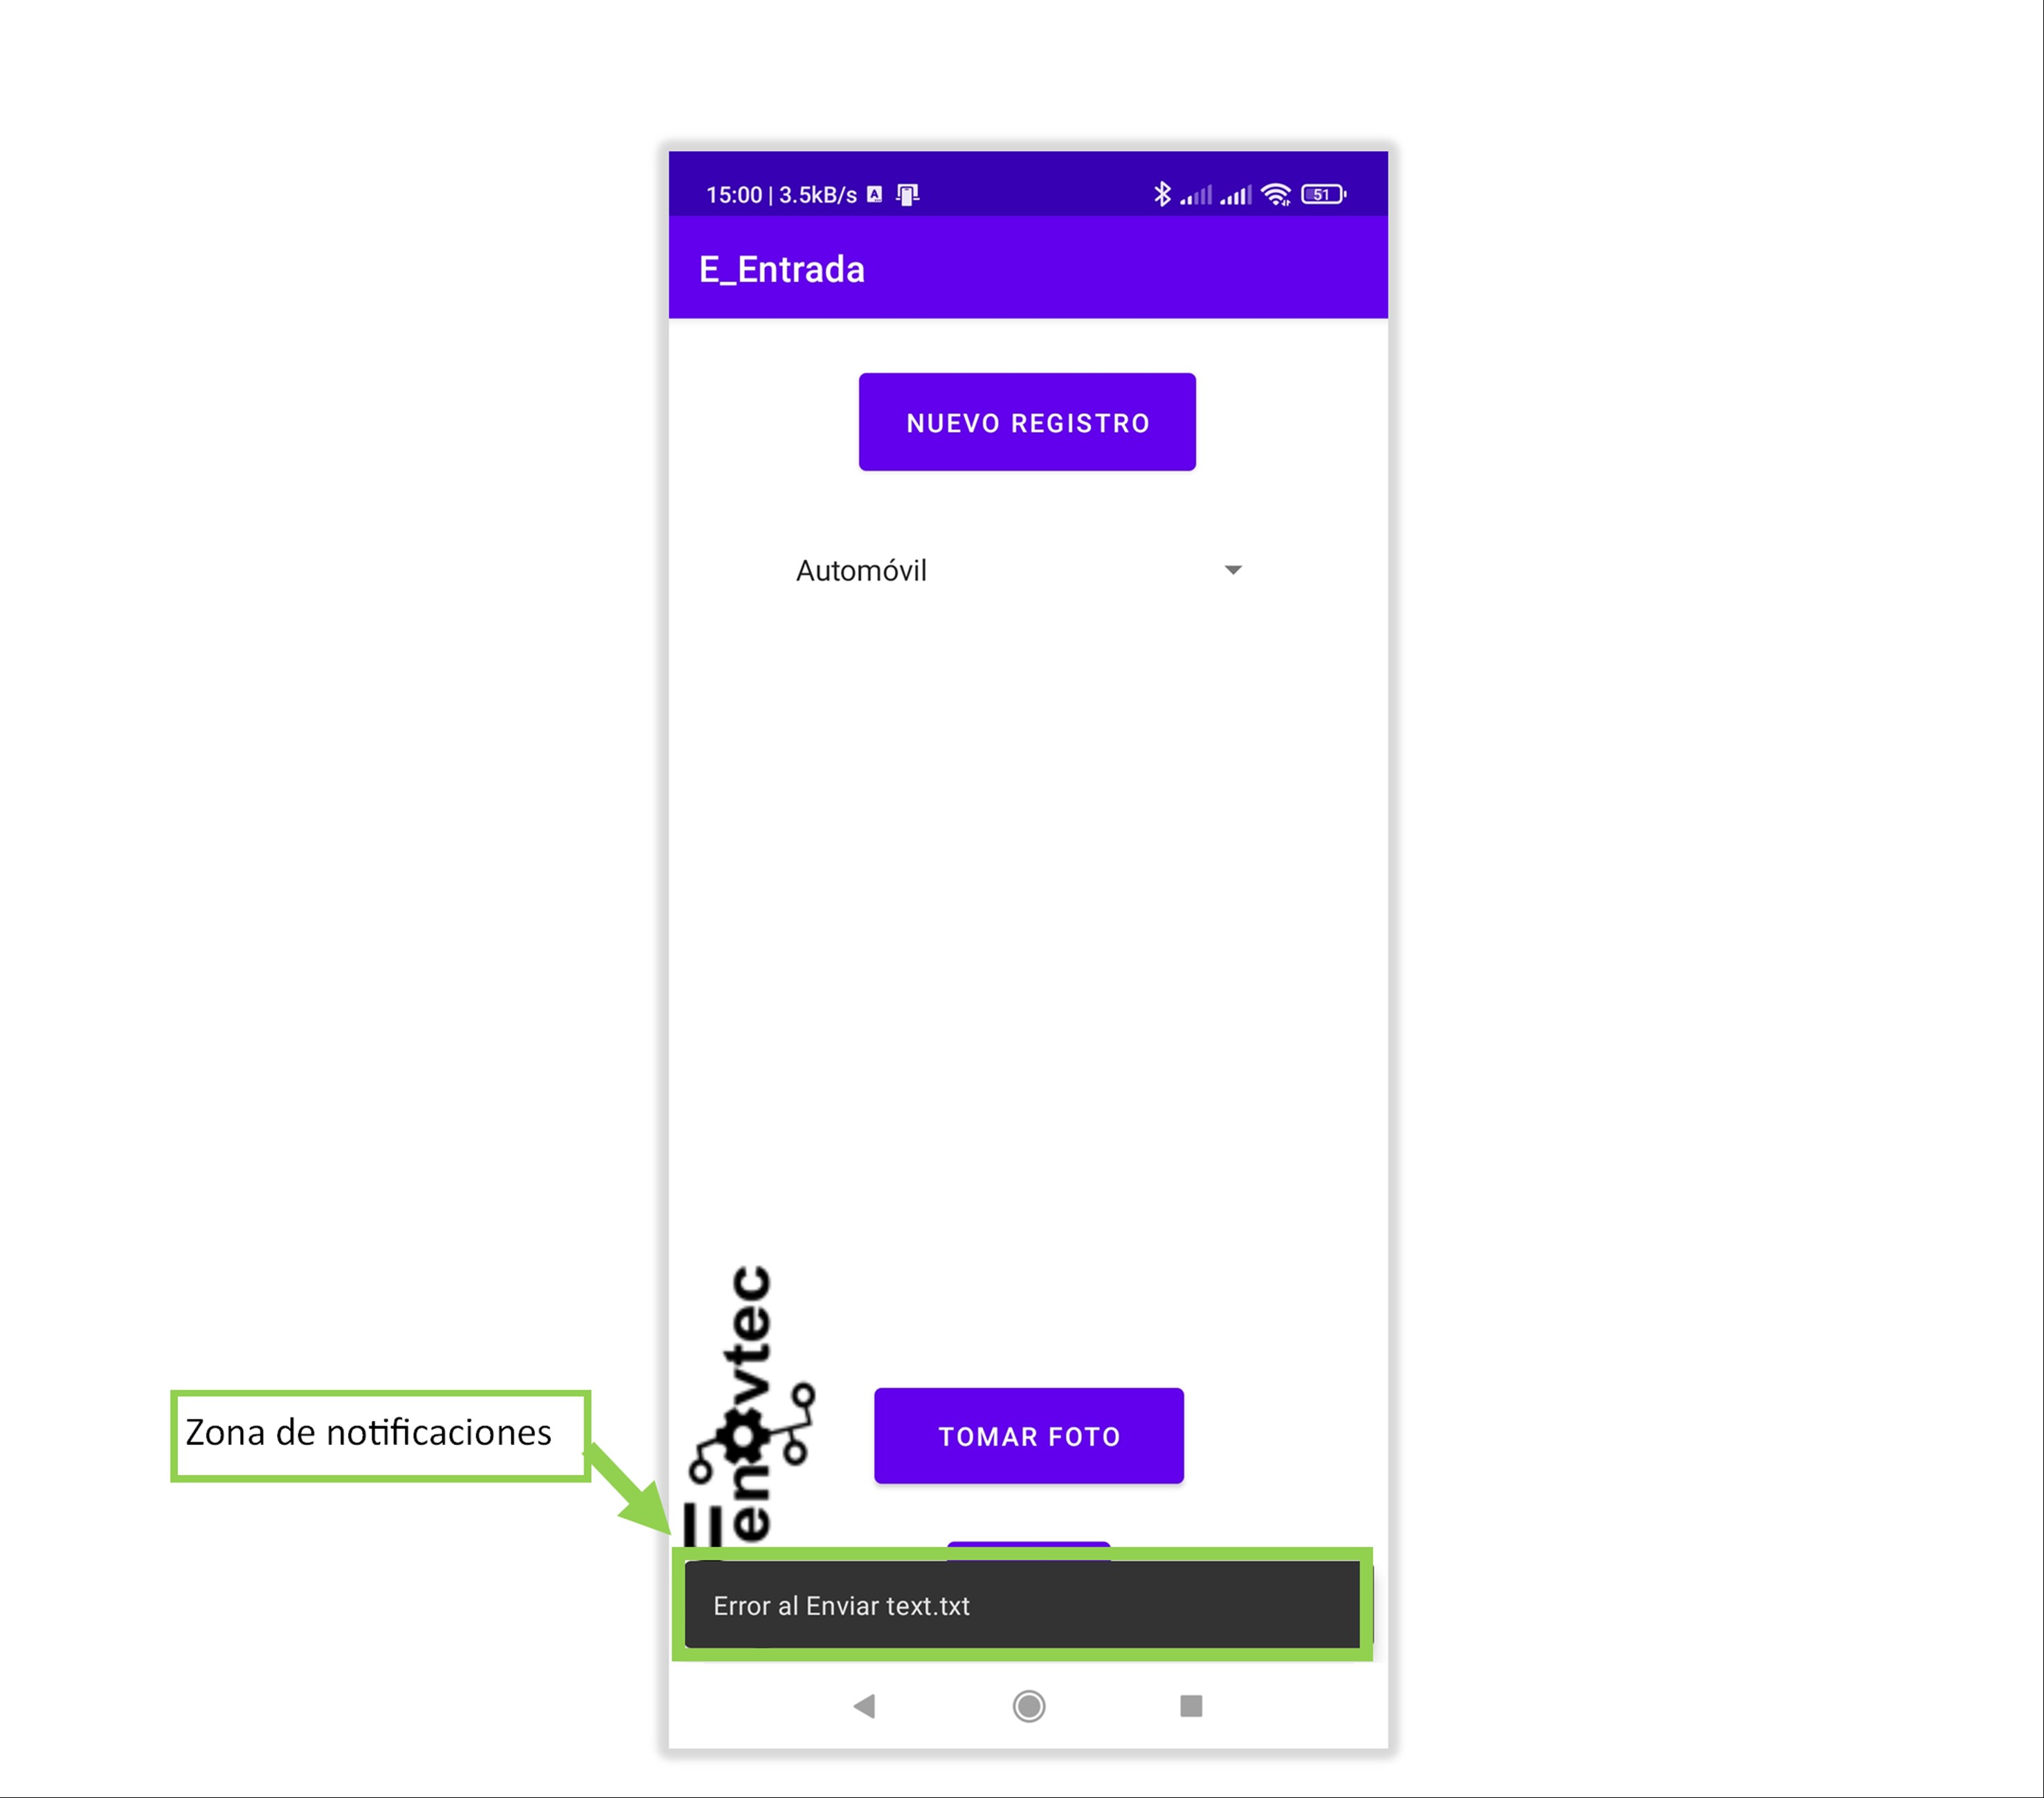 15:00 | 3.5kB/s A
51
E_Entrada
NUEVO REGISTRO
Automóvil
envtec
TOMAR FOTO
Zona de notificaciones
Error al Enviar text.txt